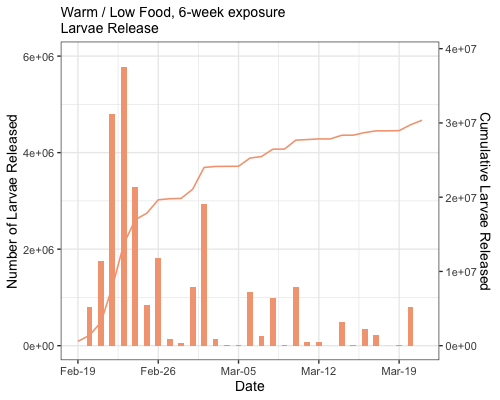 Warm / Low Food, 6-week exposure
Larvae Release
Number of Larvae Released
6e+06
4e+06
2e+06
0e+00
4e+07
3e+07
2e+07
1e+07
0e+00
Cumulative Larvae Released
Feb-19
Feb-26
Mar-05
Mar-12
Mar-19
Date